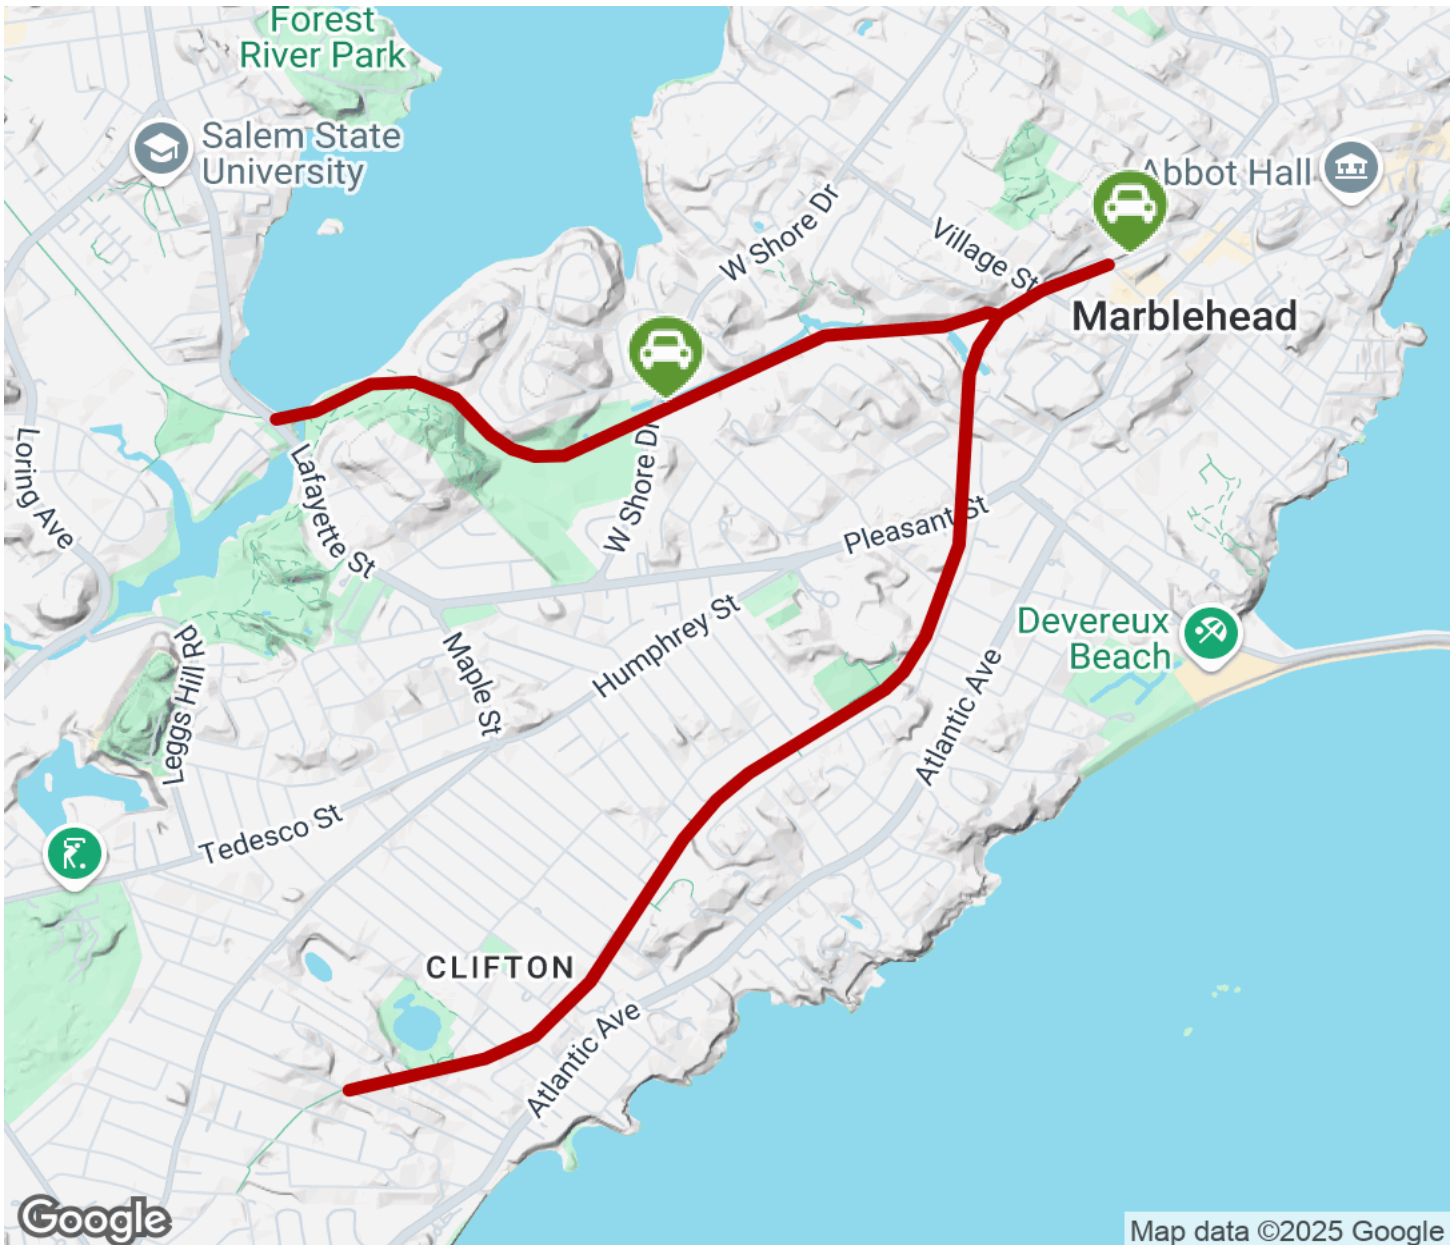 Forest
River Park
Salem State
University
Abbot Hall
W Shore Dr
Village St
Marblehead
Loring Ave
Lafayette St
W Shore Dr
Pleasant St
Devereux
Beach
Humphrey St
Maple St
Leggs Hill Rd
Atlantic Ave
Tedesco St
CLIFTON
Atlantic Ave
Google
Map data ©2025 Google